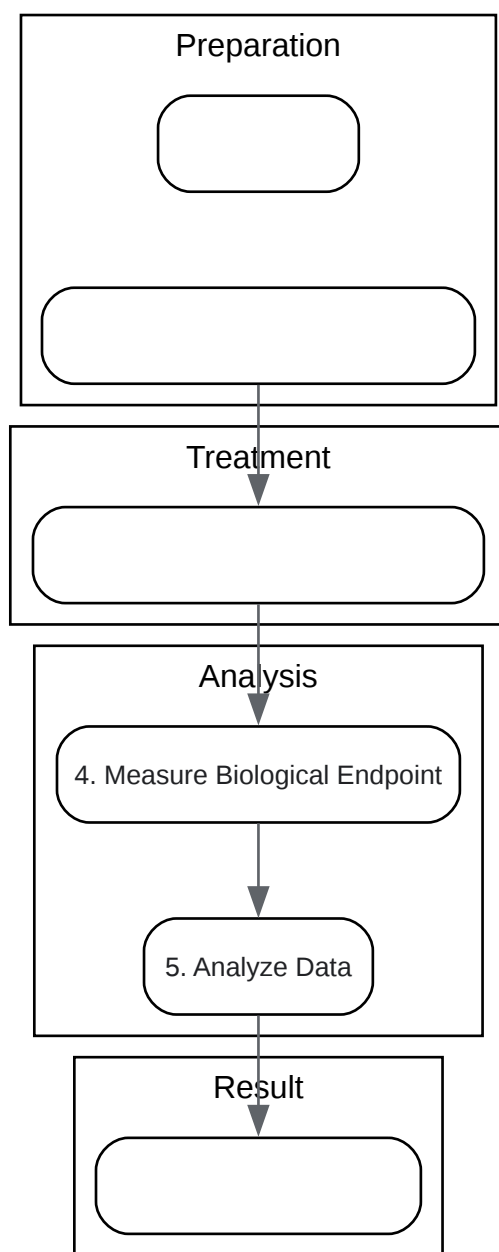 Preparation
Treatment
Analysis
4. Measure Biological Endpoint
5. Analyze Data
Result